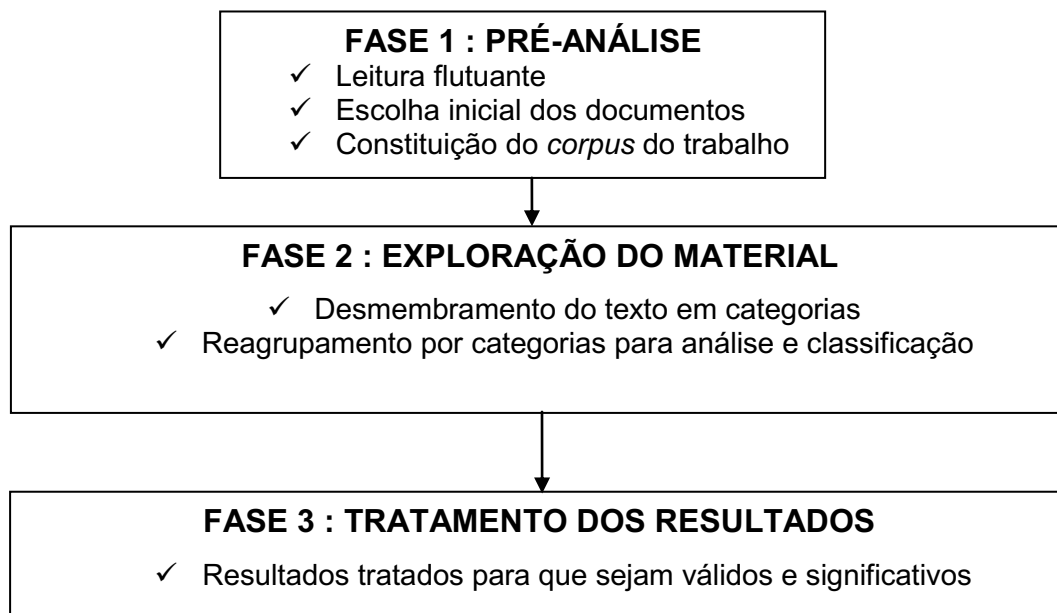 FASE 1 : PRÉ-ANÁLISE
✓ Leitura flutuante
✓ Escolha inicial dos documentos
✓ Constituição do corpus do trabalho
FASE 2 : EXPLORAÇÃO DO MATERIAL
✓ Desmembramento do texto em categorias
✓ Reagrupamento por categorias para análise e classificação
FASE 3 : TRATAMENTO DOS RESULTADOS
✓ Resultados tratados para que sejam válidos e significativos